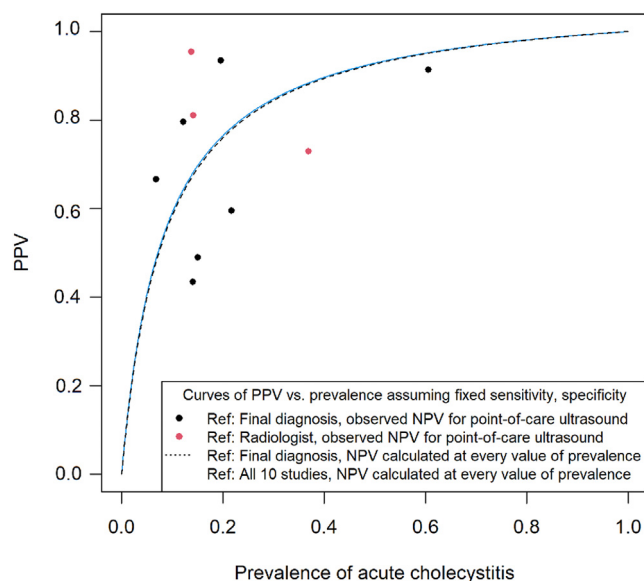 1.0
0.8
0.6
0.4
0.2
0.0
PPV
Curves of PPV vs. prevalence assuming fixed sensitivity, specificity
Ref: Final diagnosis, observed NPV for point-of-care ultrasound
Ref: Radiologist, observed NPV for point-of-care ultrasound
Ref: Final diagnosis, NPV calculated at every value of prevalence
Ref: All 10 studies, NPV calculated at every value of prevalence
0.0 0.2 0.4 0.6 0.8 1.0
Prevalence of acute cholecystitis